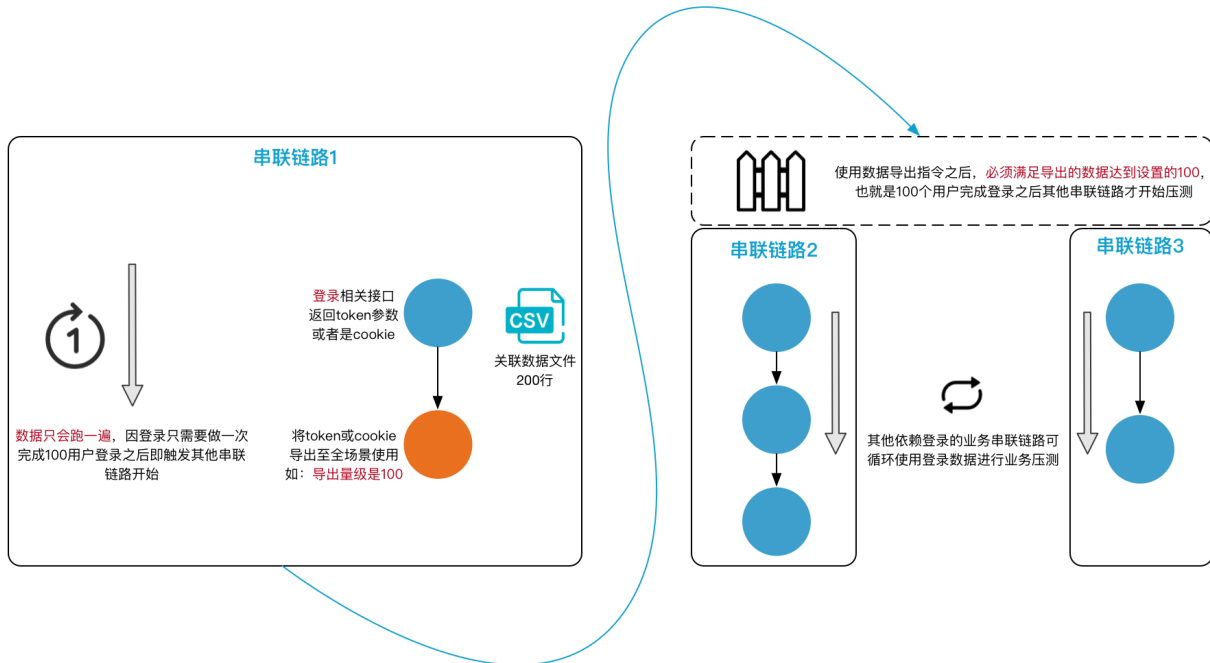 串联链路1
1
数据只会跑一遍，因登录只需要做一次
完成100用户登录之后即触发其他串联
链路开始
登录相关接口
返回token参数
或者是cookie
CSV
关联数据文件
200行
将token或cookie
导出至全场景使用
如：导出量级是100
使用数据导出指令之后，必须满足导出的数据达到设置的100，
也就是100个用户完成登录之后其他串联链路才开始压测
串联链路2
其他依赖登录的业务串联链路可
循环使用登录数据进行业务压测
串联链路3